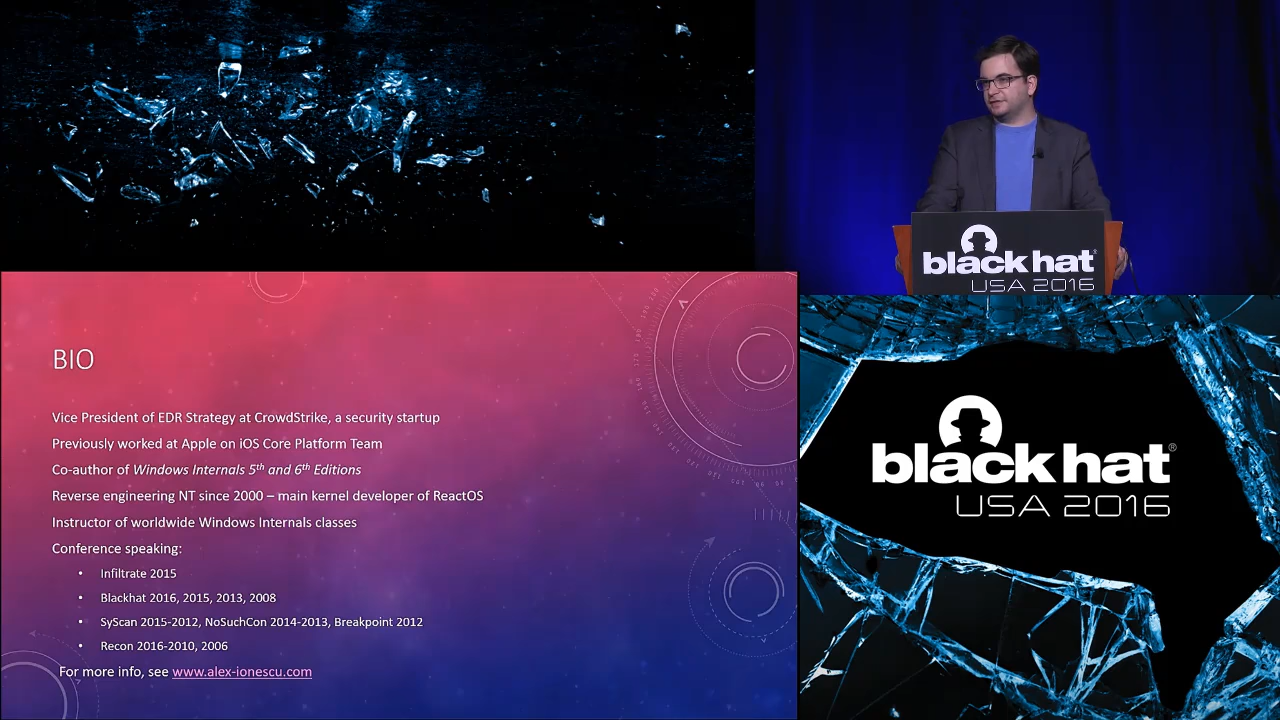 black hat®
USA 2016
BIO
Vice President of EDR Strategy at CrowdStrike, a security startup
Previously worked at Apple on iOS Core Platform Team
Co-author of Windows Internals 5th and 6th Editions
Reverse engineering NT since 2000 – main kernel developer of ReactOS
Instructor of worldwide Windows Internals classes
Conference speaking:
• Infiltrate 2015
• Blackhat 2016, 2015, 2013, 2008
• SyScan 2015-2012, NoSuchCon 2014-2013, Breakpoint 2012
• Recon 2016-2010, 2006
For more info, see www.alex-ionescu.com
black hat®
USA 2016